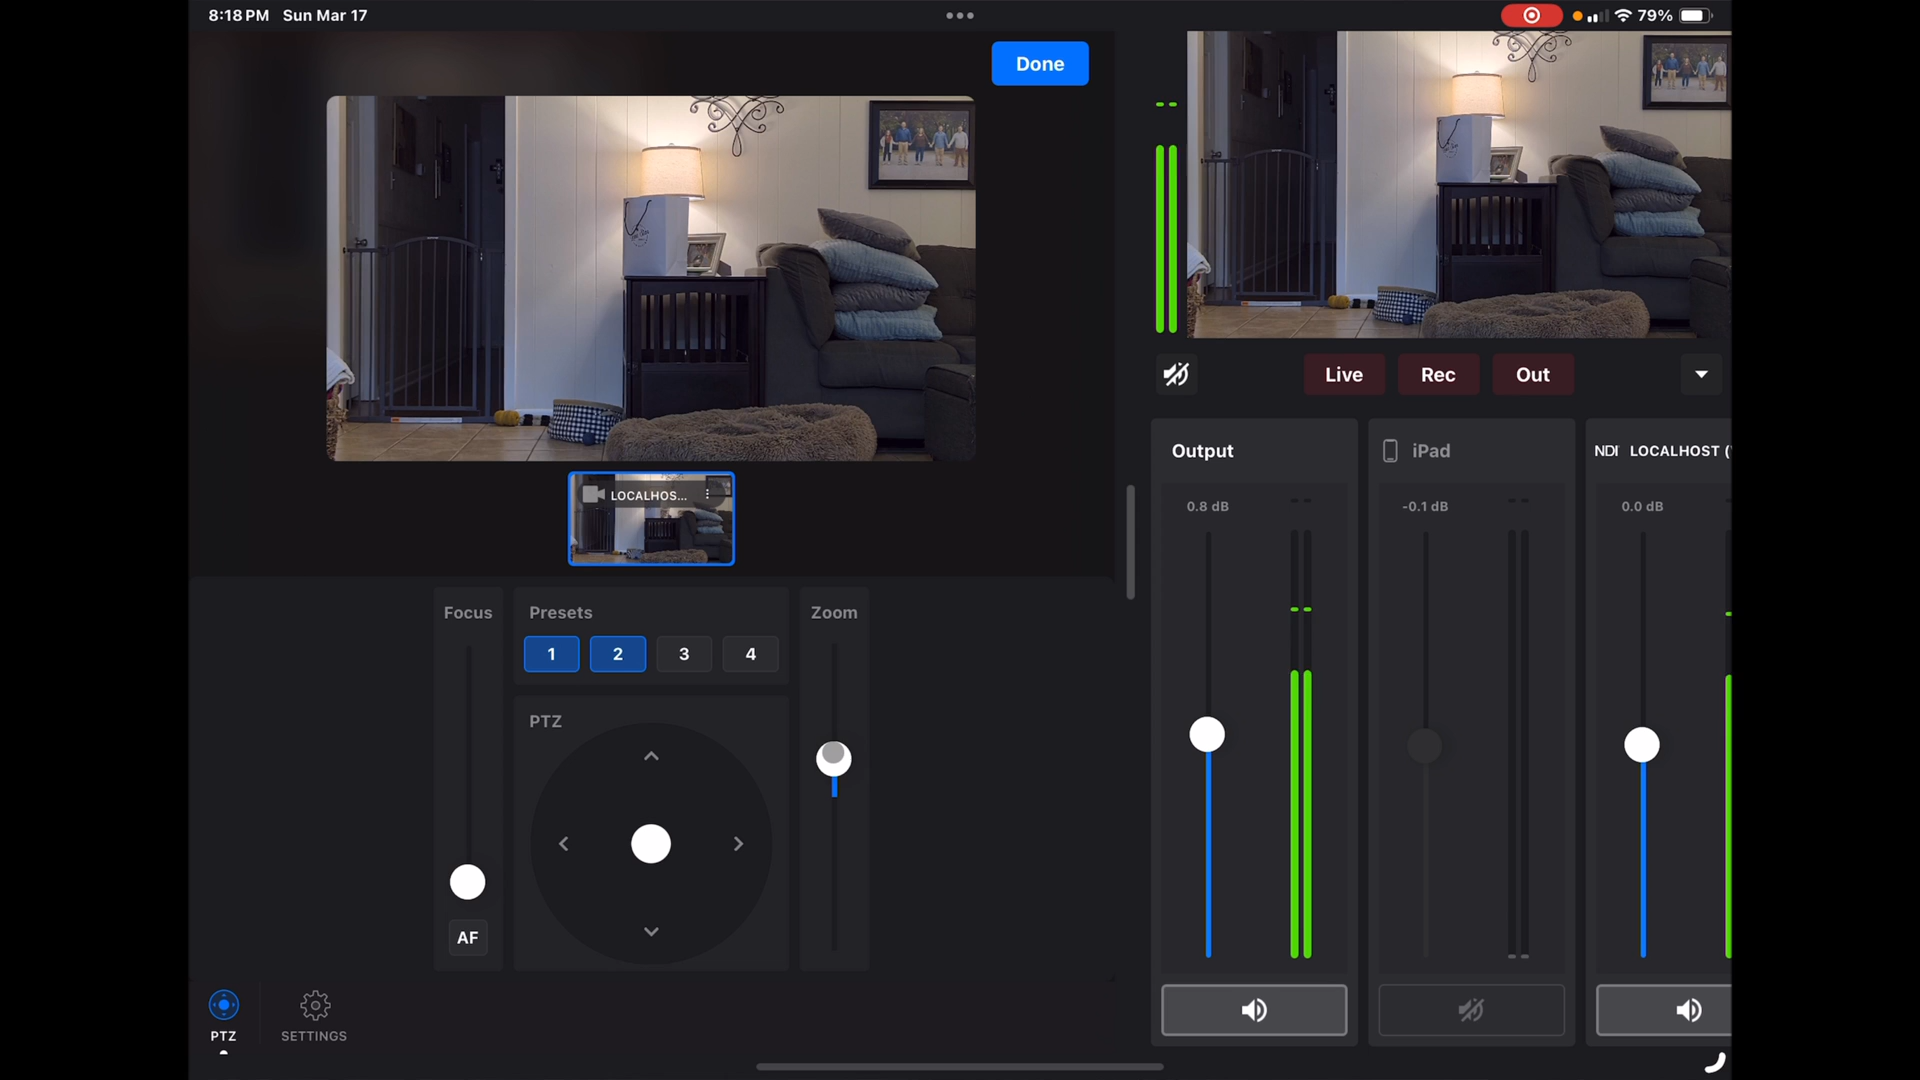 8:18 PM Sun Mar 17
79%
Done
Live
Rec
Out
Output
iPad
NDI LOCALHOST (
LOCALHOS...
0.8 dB
-0.1 dB
0.0 dB
Focus
Presets
Zoom
1
2
3
4
PTZ
AF
PTZ
SETTINGS